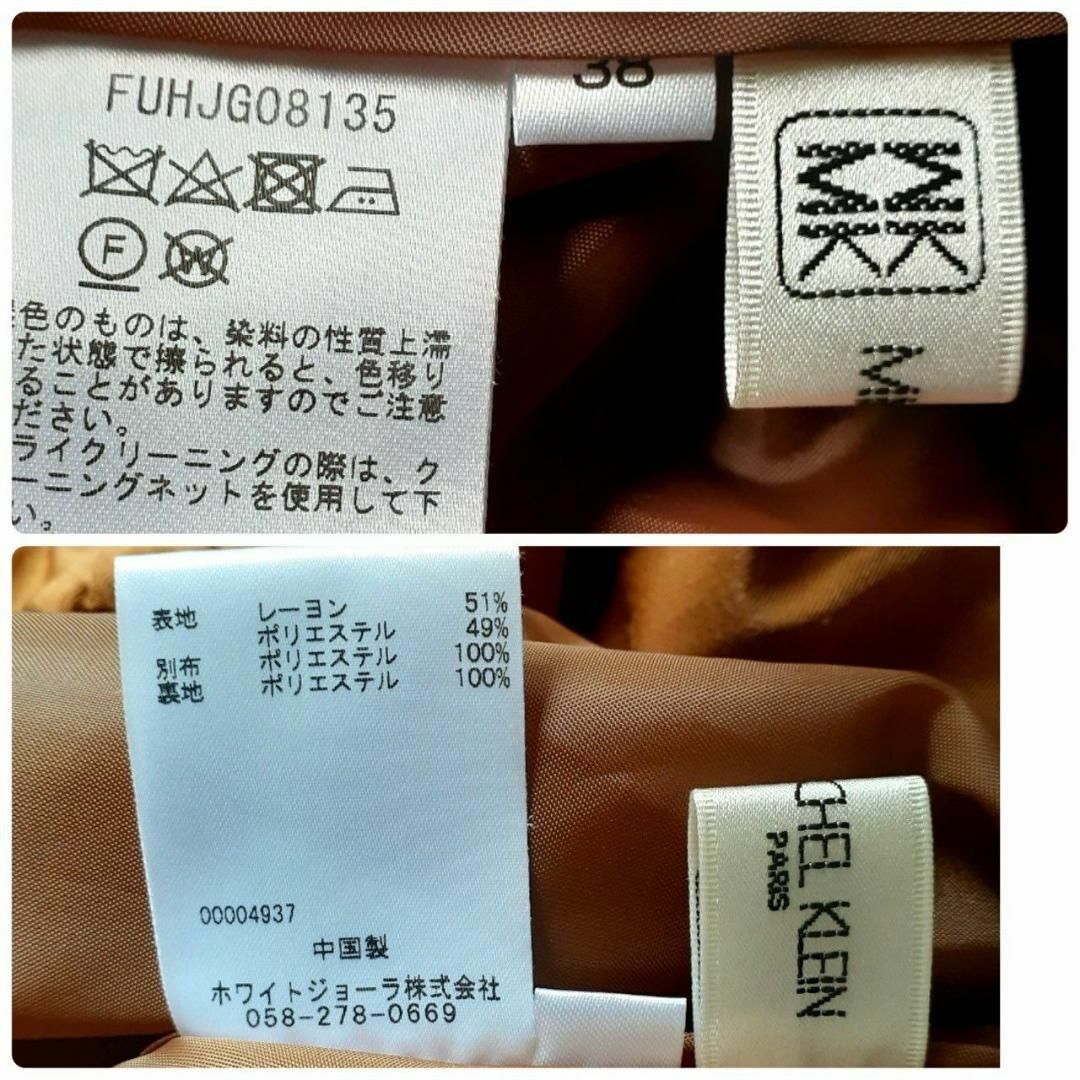 FUHJG08135
38
色のものは、染料の性質上濡
た状態で擦られると、色移り
ることがありますのでご注意
ださい。
ライクリーニングの際は、ク
ーニングネットを使用して下
い。
MK
表地 レーヨン 51%
ポリエステル 49%
別布 ポリエステル 100%
裏地 ポリエステル 100%
00004937
中国製
ホワイトジョーラ株式会社
058-278-0669
CHEL KLEIN
PARIS